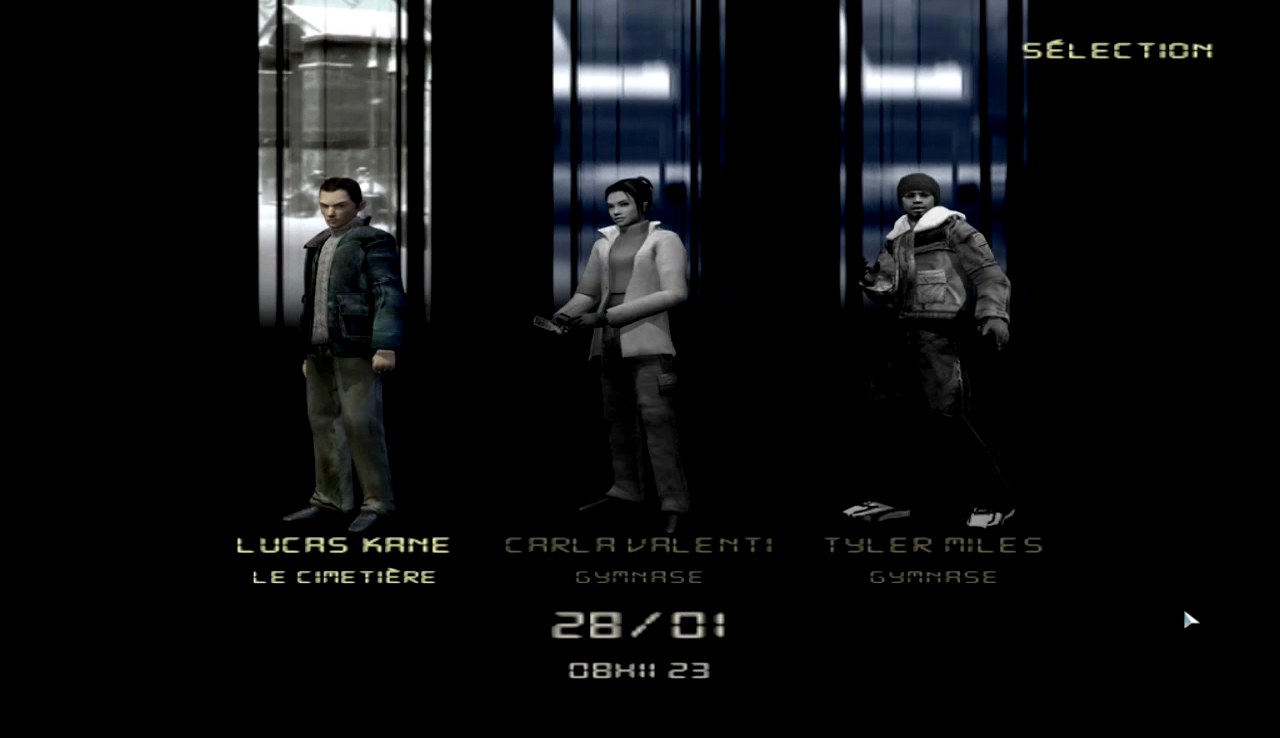 SÉLECTION
LUCAS KANE
LE CIMETIÈRE
CARLA VALENTI
GYMNASE
TYLER MILES
GYMNASE
28/01
08H11 23